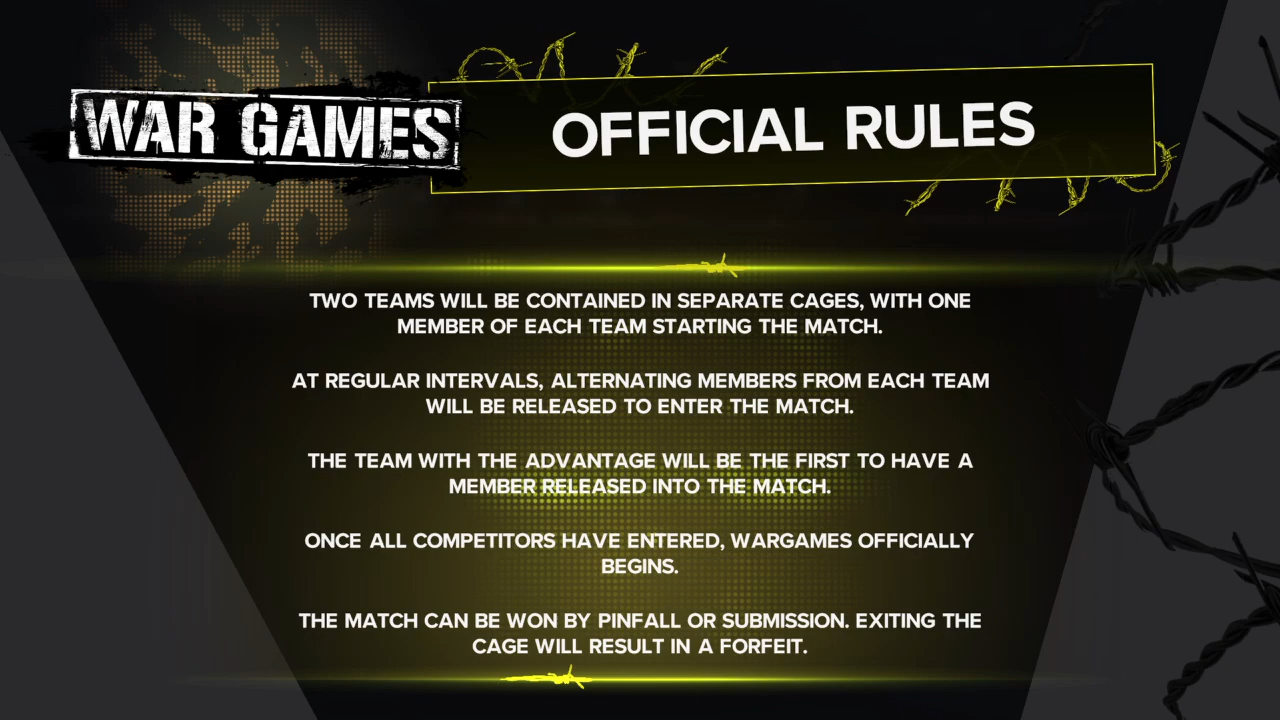 WAR GAMES
OFFICIAL RULES
TWO TEAMS WILL BE CONTAINED IN SEPARATE CAGES, WITH ONE
MEMBER OF EACH TEAM STARTING THE MATCH.
AT REGULAR INTERVALS, ALTERNATING MEMBERS FROM EACH TEAM
WILL BE RELEASED TO ENTER THE MATCH.
THE TEAM WITH THE ADVANTAGE WILL BE THE FIRST TO HAVE A
MEMBER RELEASED INTO THE MATCH.
ONCE ALL COMPETITORS HAVE ENTERED, WARGAMES OFFICIALLY
BEGINS.
THE MATCH CAN BE WON BY PINFALL OR SUBMISSION. EXITING THE
CAGE WILL RESULT IN A FORFEIT.